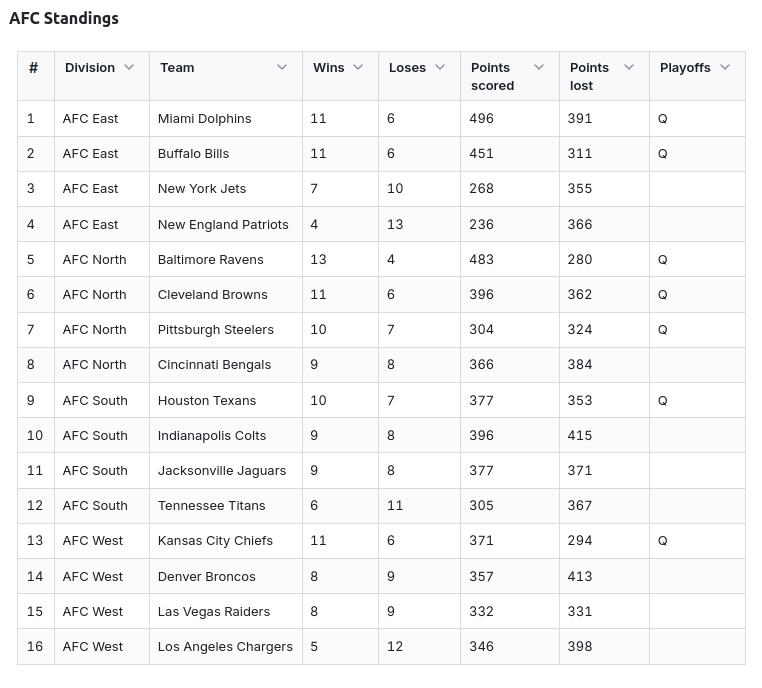 AFC Standings
# Division Team Wins Loses Points scored Points lost Playoffs
1 AFC East Miami Dolphins 11 6 496 391 Q
2 AFC East Buffalo Bills 11 6 451 311 Q
3 AFC East New York Jets 7 10 268 355
4 AFC East New England Patriots 4 13 236 366
5 AFC North Baltimore Ravens 13 4 483 280 Q
6 AFC North Cleveland Browns 11 6 396 362 Q
7 AFC North Pittsburgh Steelers 10 7 304 324 Q
8 AFC North Cincinnati Bengals 9 8 366 384
9 AFC South Houston Texans 10 7 377 353 Q
10 AFC South Indianapolis Colts 9 8 396 415
11 AFC South Jacksonville Jaguars 9 8 377 371
12 AFC South Tennessee Titans 6 11 305 367
13 AFC West Kansas City Chiefs 11 6 371 294 Q
14 AFC West Denver Broncos 8 9 357 413
15 AFC West Las Vegas Raiders 8 9 332 331
16 AFC West Los Angeles Chargers 5 12 346 398